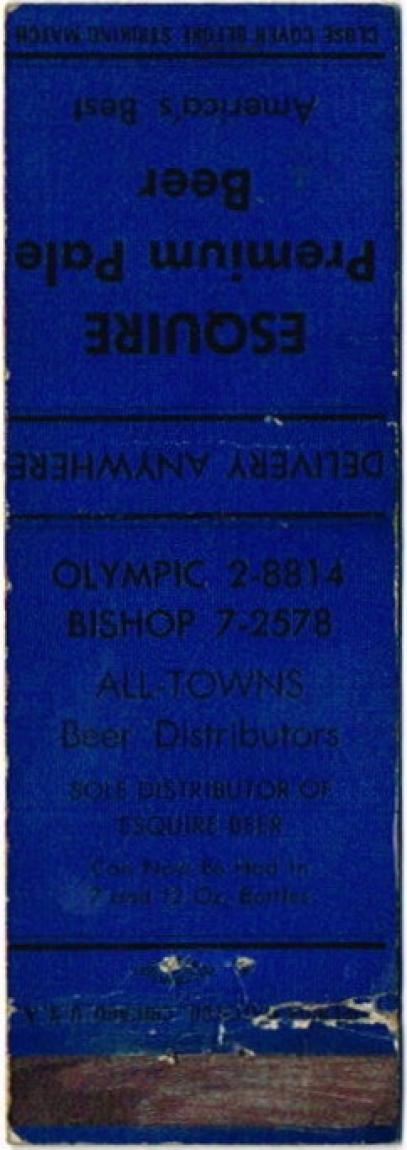 CLOSE COVER BEFORE STRIKING MATCH
America's Best
Beer
Premium Pale
ESQUIRE
DELIVERY ANYWHERE
OLYMPIC 2-8814
BISHOP 7-2578
ALL-TOWNS
Beer Distributors
SOLE DISTRIBUTOR OF
ESQUIRE BEER
Can Now Be Had In
7 and 12 Oz. Bottles
CHICAGO, U.S.A.